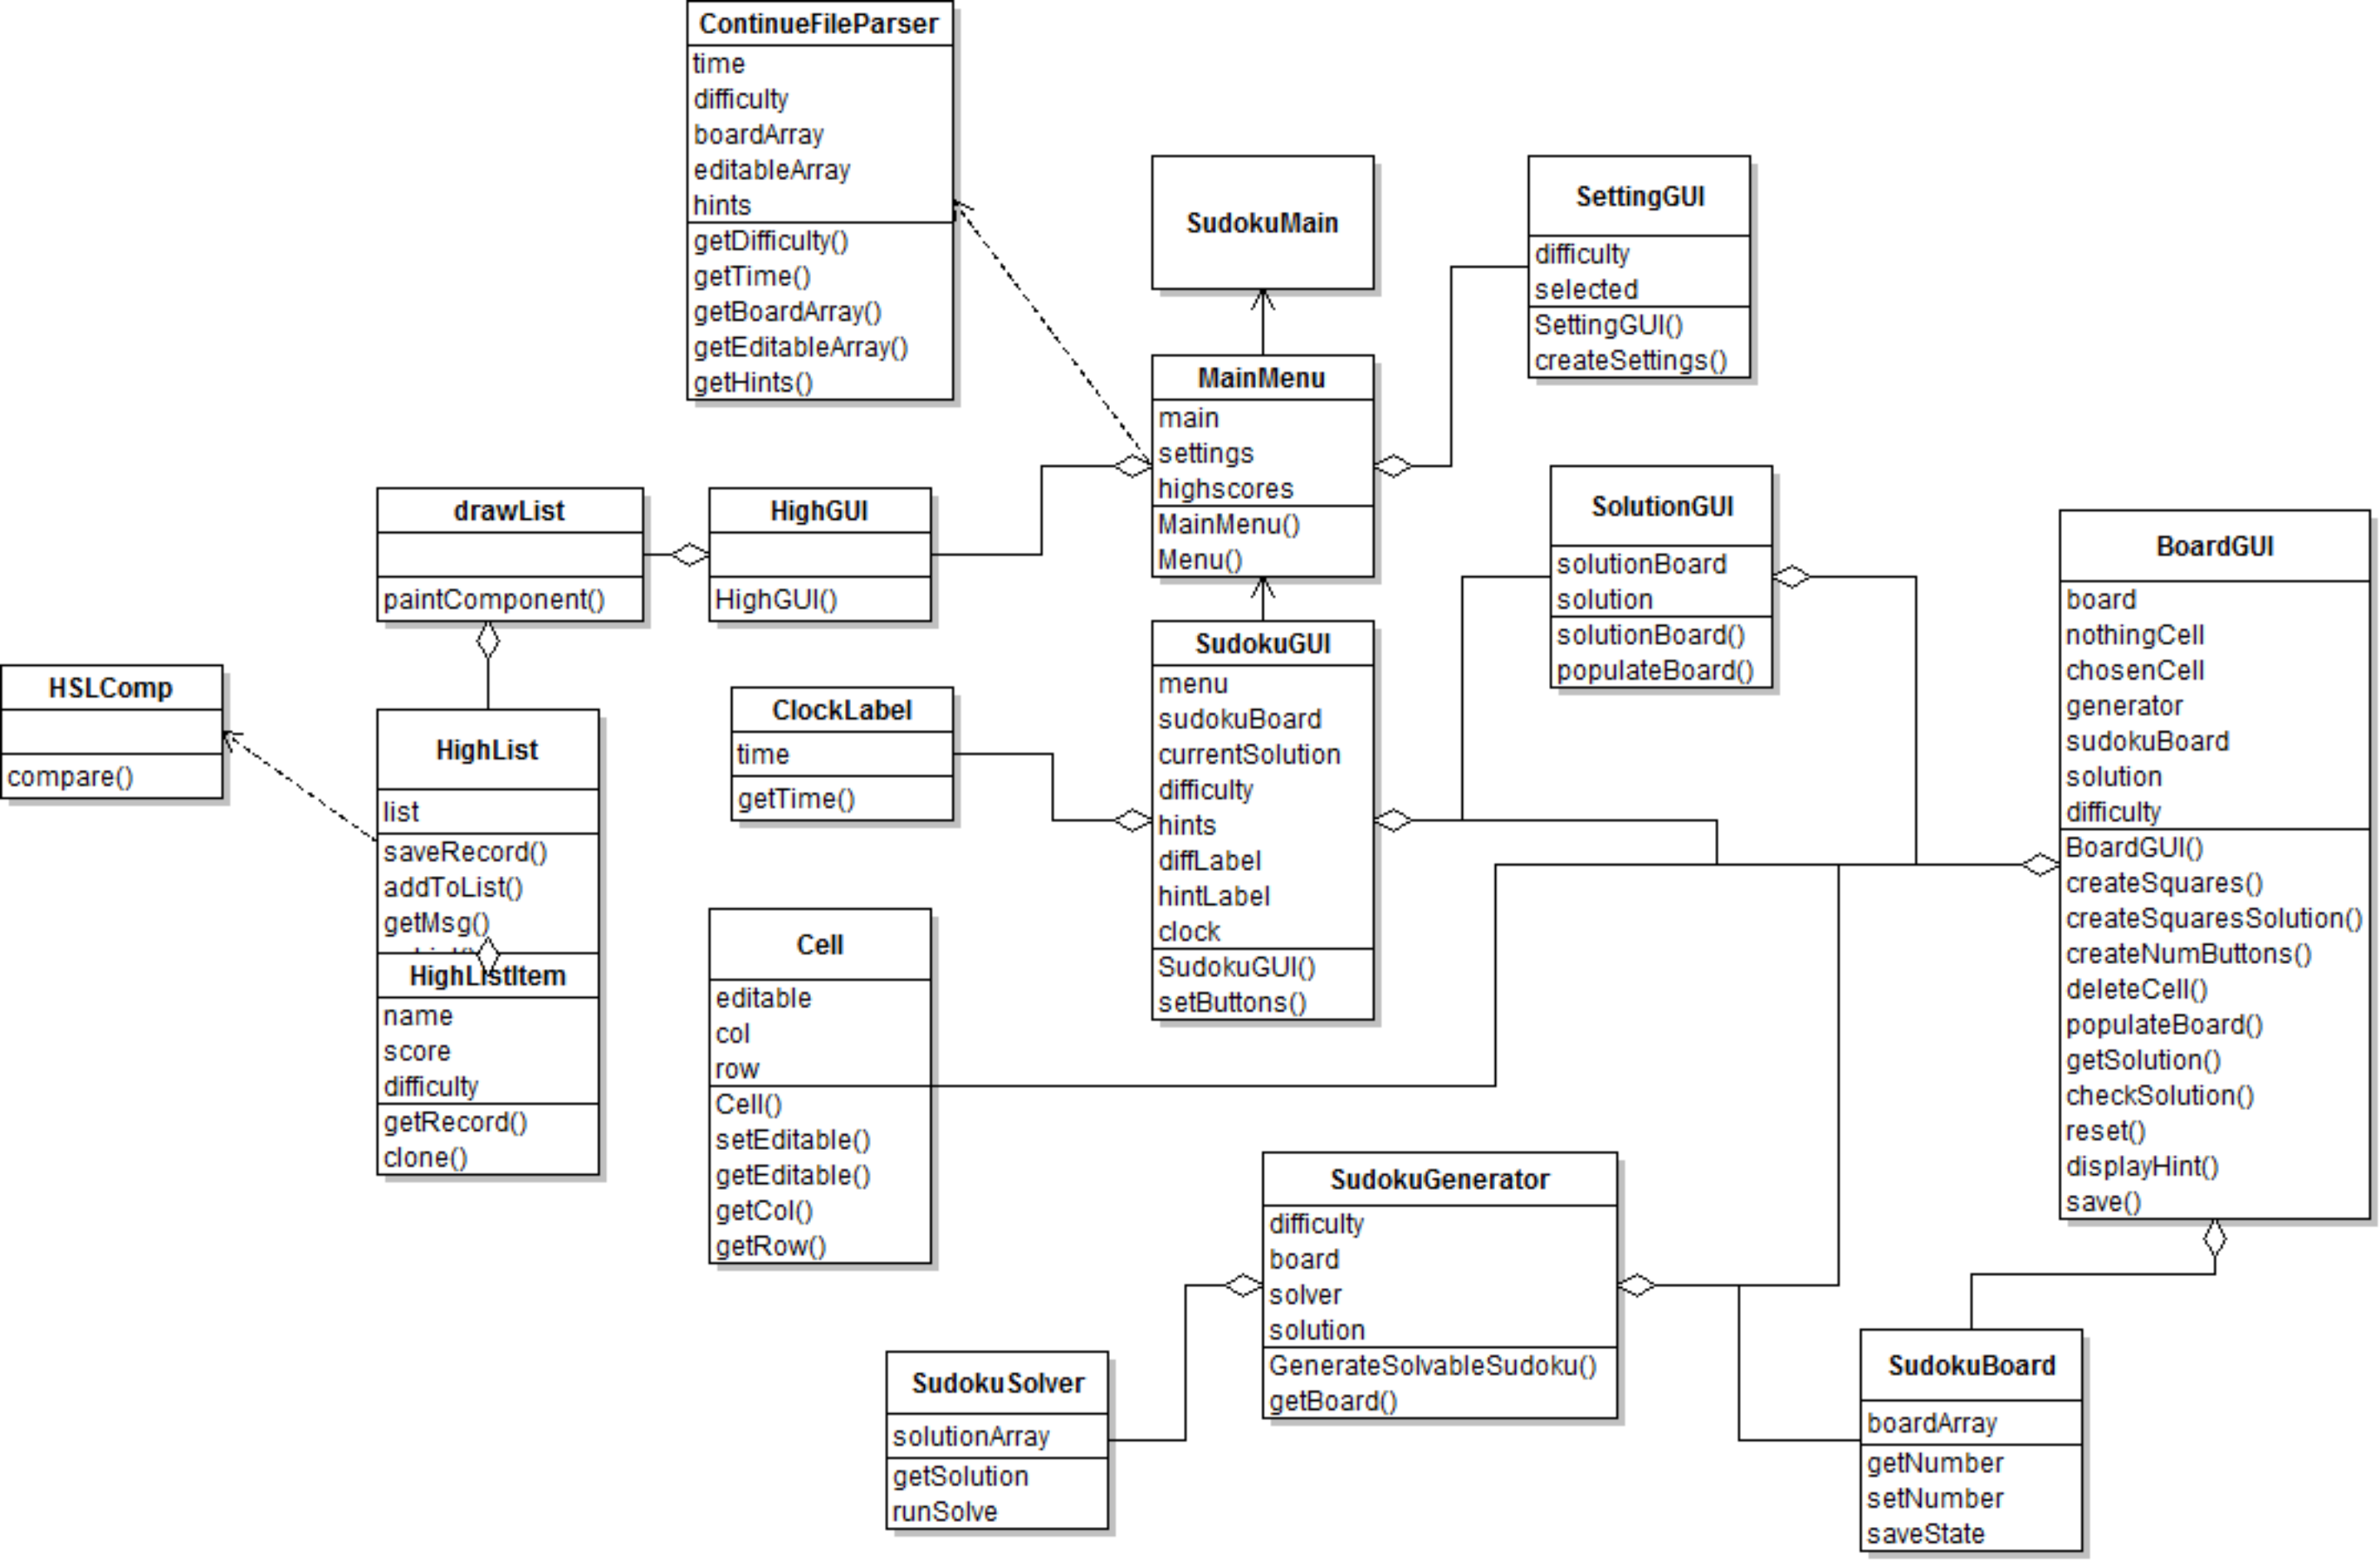 ContinueFileParser
time
difficulty
boardArray
editableArray
hints
getDifficulty()
getTime()
getBoardArray()
getEditableArray()
getHints()
SudokuMain
SettingGUI
difficulty
selected
SettingGUI()
createSettings()
MainMenu
main
settings
highscores
MainMenu()
Menu()
drawList
paintComponent()
HighGUI
HighGUI()
SolutionGUI
solutionBoard
solution
solutionBoard()
populateBoard()
BoardGUI
board
nothingCell
chosenCell
generator
sudokuBoard
solution
difficulty
BoardGUI()
createSquares()
createSquaresSolution()
createNumButtons()
deleteCell()
populateBoard()
getSolution()
checkSolution()
reset()
displayHint()
save()
HSLComp
compare()
HighList
list
saveRecord()
addToList()
getMsg()
HighListItem
name
score
difficulty
getRecord()
clone()
ClockLabel
time
getTime()
SudokuGUI
menu
sudokuBoard
currentSolution
difficulty
hints
diffLabel
hintLabel
clock
SudokuGUI()
setButtons()
Cell
editable
col
row
Cell()
setEditable()
getEditable()
getCol()
getRow()
SudokuGenerator
difficulty
board
solver
solution
GenerateSolvableSudoku()
getBoard()
SudokuSolver
solutionArray
getSolution
runSolve
SudokuBoard
boardArray
getNumber
setNumber
saveState